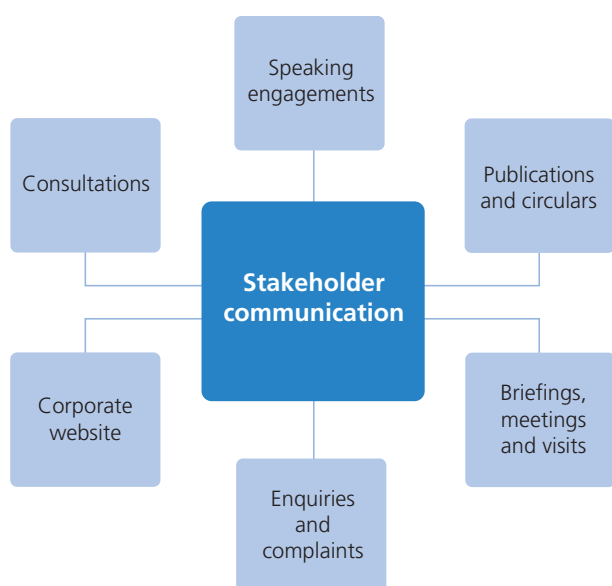 Speaking
engagements
Consultations
Publications
and circulars
Stakeholder
communication
Corporate
website
Briefings,
meetings
and visits
Enquiries
and
complaints